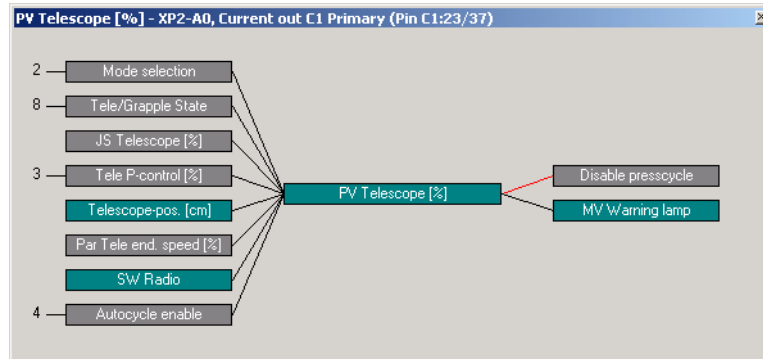 PV Telescope [%] - XP2-A0, Current out C1 Primary (Pin C1:23/37)
2 Mode selection
8 Tele/Grapple State
JS Telescope [%]
3 Tele P-control [%]
Telescope-pos. [cm]
Par Tele end. speed [%]
SW Radio
4 Autocycle enable
PV Telescope [%]
Disable presscycle
MV Warning lamp